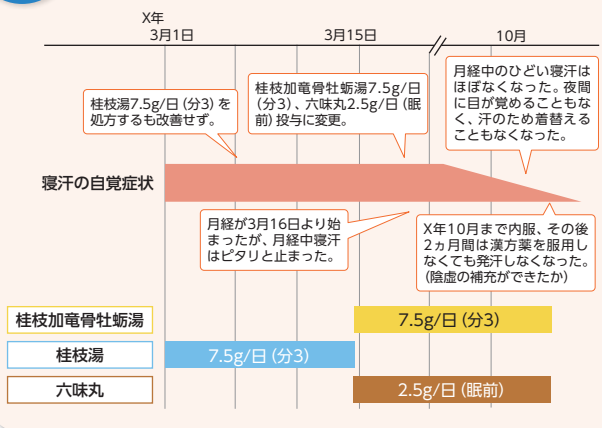 X年
3月1日
3月15日
10月
桂枝湯7.5g/日（分3）を
処方するも改善せず。
桂枝加竜骨牡蛎湯7.5g/日
（分3）、六味丸2.5g/日（眠
前）投与に変更。
月経中のひどい寝汗は
ほぼなくなった。夜間
に目が覚めることもな
く、汗のため着替える
こともなくなった。
寝汗の自覚症状
月経が3月16日より始
まったが、月経中寝汗
はピタリと止まった。
X年10月まで内服、その後
2ヵ月間は漢方薬を服用し
なくても発汗しなくなった。
（陰虚の補充ができたか）
桂枝加竜骨牡蛎湯
7.5g/日（分3）
桂枝湯
7.5g/日（分3）
六味丸
2.5g/日（眠前）